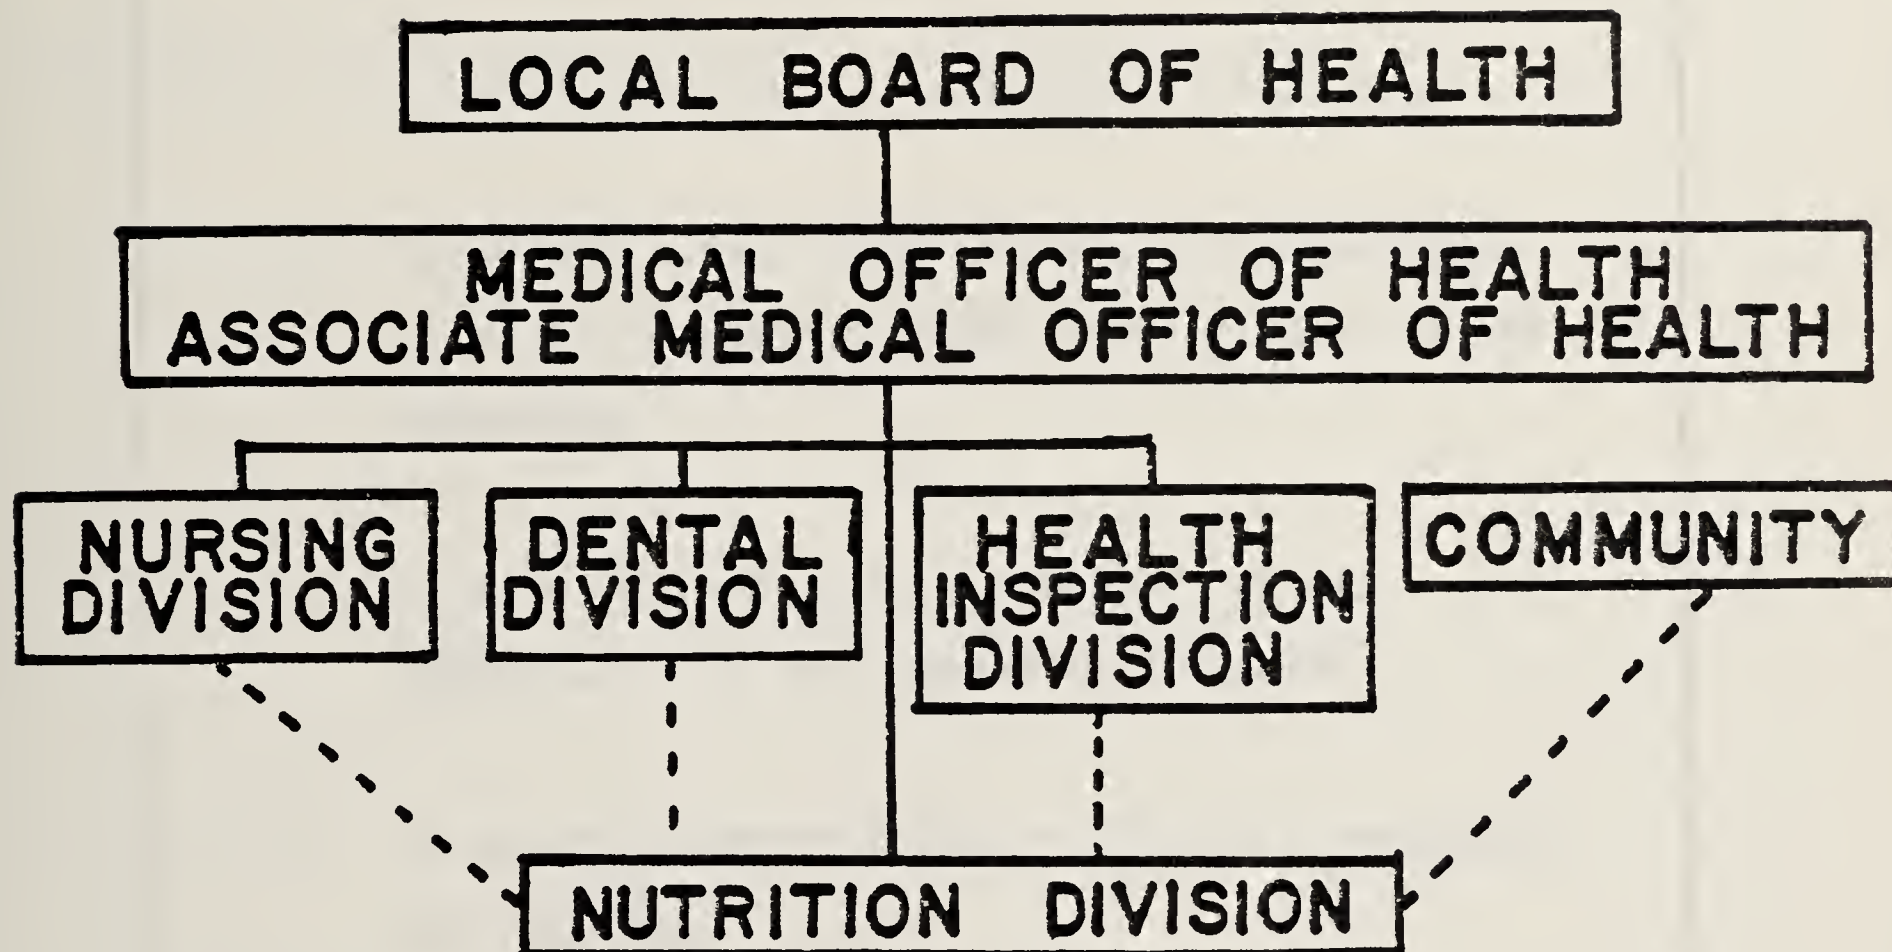 LOCAL BOARD OF HEALTH
MEDICAL OFFICER OF HEALTH
ASSOCIATE MEDICAL OFFICER OF HEALTH
NURSING
DIVISION
DENTAL
DIVISION
HEALTH
INSPECTION
DIVISION
COMMUNITY
NUTRITION DIVISION